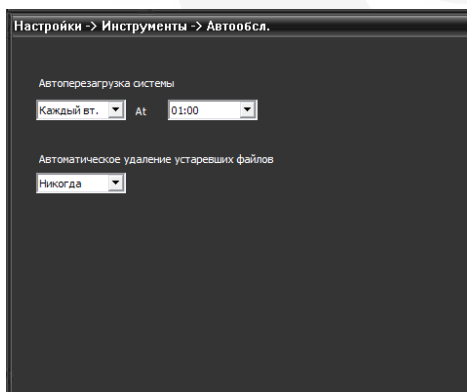 Настройки -> Инструменты -> Автообсл.
Автоперезагрузка системы
Каждый вт. At 01:00
Автоматическое удаление устаревших файлов
Никогда